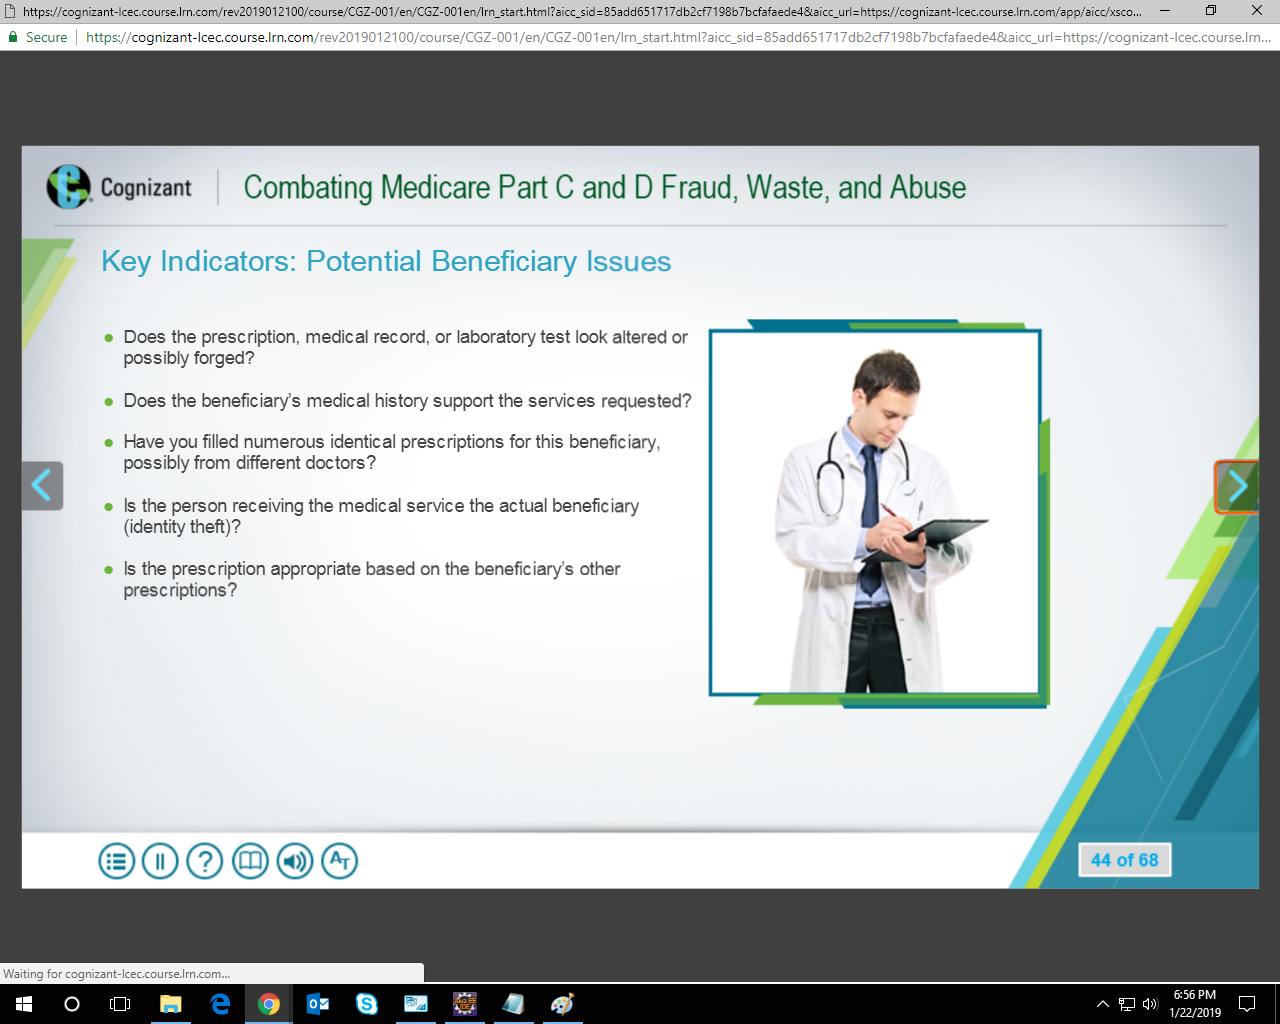 https://cognizant-lcec.course.lrn.com/rev2019012100/course/CGZ-001/en/CGZ-001en/lrn_start.html?aicc_sid=85add651717db2cf7198b7bcfafaede4&aicc_url=https://cognizant-lcec.course.lrn.com/app/aicc/xsco...
Secure https://cognizant-lcec.course.lrn.com/rev2019012100/course/CGZ-001/en/CGZ-001en/lrn_start.html?aicc_sid=85add651717db2cf7198b7bcfafaede4&aicc_url=https://cognizant-lcec.course.lrn...
Cognizant Combating Medicare Part C and D Fraud, Waste, and Abuse
Key Indicators: Potential Beneficiary Issues
Does the prescription, medical record, or laboratory test look altered or
possibly forged?
Does the beneficiary's medical history support the services requested?
Have you filled numerous identical prescriptions for this beneficiary,
possibly from different doctors?
Is the person receiving the medical service the actual beneficiary
(identity theft)?
Is the prescription appropriate based on the beneficiary's other
prescriptions?
44 of 68
Waiting for cognizant-lcec.course.lrn.com...
6:56 PM
1/22/2019